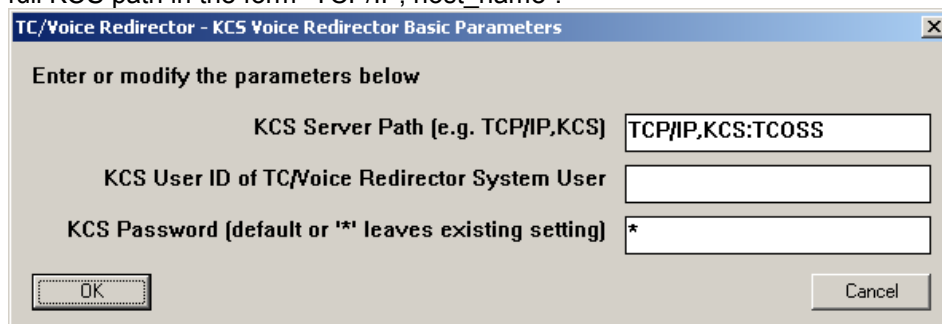 full KCS path in the form "TCP/IP, host_name".
TC/Voice Redirector - KCS Voice Redirector Basic Parameters
Enter or modify the parameters below
KCS Server Path (e.g. TCP/IP,KCS) TCP/IP,KCS:TCOSS
KCS User ID of TC/Voice Redirector System User
KCS Password (default or '*' leaves existing setting) *
OK Cancel